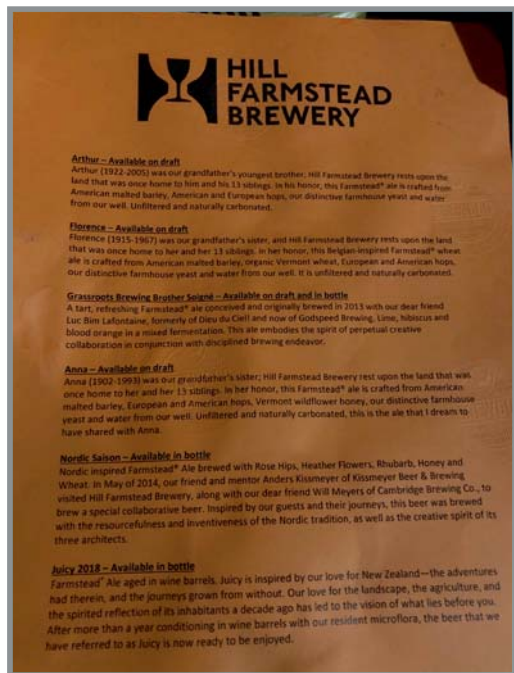 HILL
FARMSTEAD
BREWERY
Arthur – Available on draft
Arthur (1922-2005) was our grandfather's youngest brother; Hill Farmstead Brewery rests upon the
land that was once home to him and his 13 siblings. In his honor, this Farmstead® ale is crafted from
American malted barley, American and European hops, our distinctive farmhouse yeast and water
from our well. Unfiltered and naturally carbonated.
Florence – Available on draft
Florence (1915-1967) was our grandfather's sister, and Hill Farmstead Brewery rests upon the land
that was once home to her and her 13 siblings. In her honor, this Belgian-inspired Farmstead® wheat
ale is crafted from American malted barley, organic Vermont wheat, European and American hops,
our distinctive farmhouse yeast and water from our well. It is unfiltered and naturally carbonated.
Grassroots Brewing Brother Soigné – Available on draft and in bottle
A tart, refreshing Farmstead® ale conceived and originally brewed in 2013 with our dear friend
Luc Bim Lafontaine, formerly of Dieu du Ciel! and now of Godspeed Brewing, Lime, hibiscus and
blood orange in a mixed fermentation. This ale embodies the spirit of perpetual creative
collaboration in conjunction with disciplined brewing endeavor.
Anna – Available on draft
Anna (1902-1993) was our grandfather's sister; Hill Farmstead Brewery rest upon the land that was
once home to her and her 13 siblings. In her honor, this Farmstead® ale is crafted from American
malted barley, European and American hops, Vermont wildflower honey, our distinctive farmhouse
yeast and water from our well. Unfiltered and naturally carbonated, this is the ale that I dream to
have shared with Anna.
Nordic Saison – Available in bottle
Nordic inspired Farmstead® Ale brewed with Rose Hips, Heather Flowers, Rhubarb, Honey and
Wheat. In May of 2014, our friend and mentor Anders Kissmeyer of Kissmeyer Beer & Brewing
visited Hill Farmstead Brewery, along with our dear friend Will Meyers of Cambridge Brewing Co., to
brew a special collaborative beer. Inspired by our guests and their journeys, this beer was brewed
with the resourcefulness and inventiveness of the Nordic tradition, as well as the creative spirit of its
three architects.
Juicy 2018 – Available in bottle
Farmstead® Ale aged in wine barrels. Juicy is inspired by our love for New Zealand—the adventures
had therein, and the journeys grown from without. Our love for the landscape, the agriculture, and
the spirited reflection of its inhabitants a decade ago has led to the vision of what lies before you.
After more than a year conditioning in wine barrels with our resident microflora, the beer that we
have referred to as Juicy is now ready to be enjoyed.